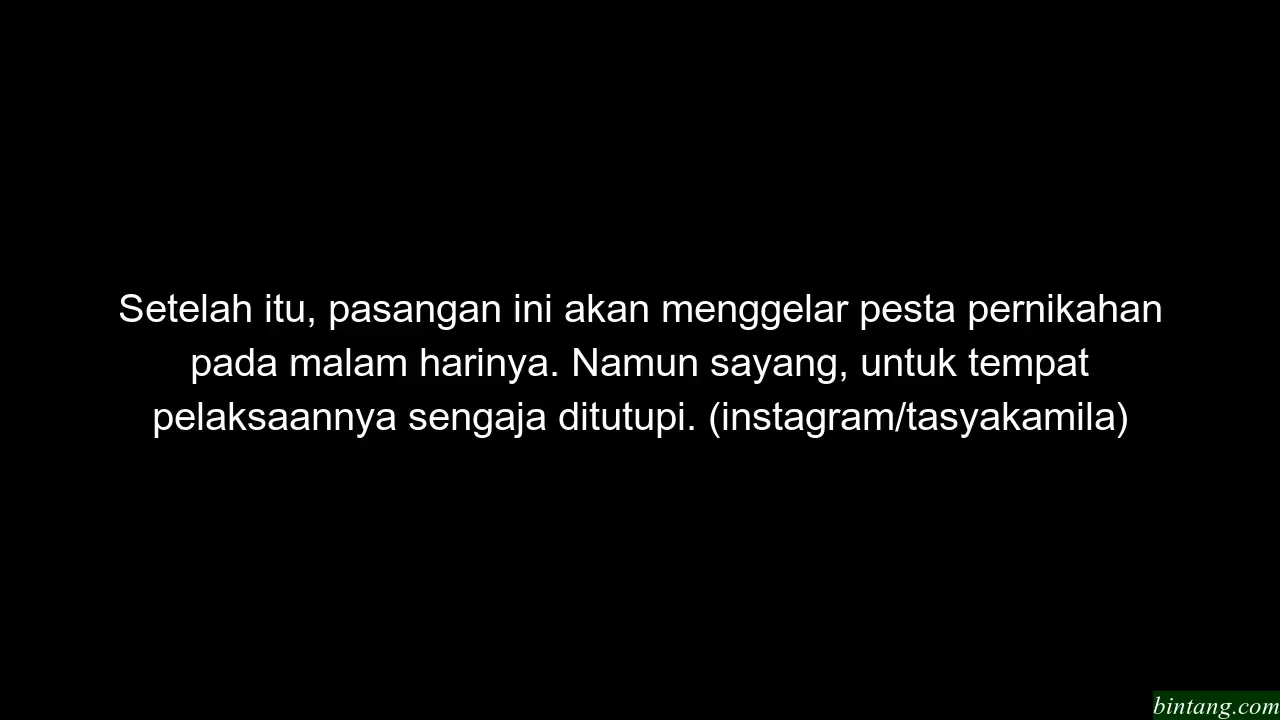 Setelah itu, pasangan ini akan menggelar pesta pernikahan
pada malam harinya. Namun sayang, untuk tempat
pelaksaannya sengaja ditutupi. (instagram/tasyakamila)
bintang.com